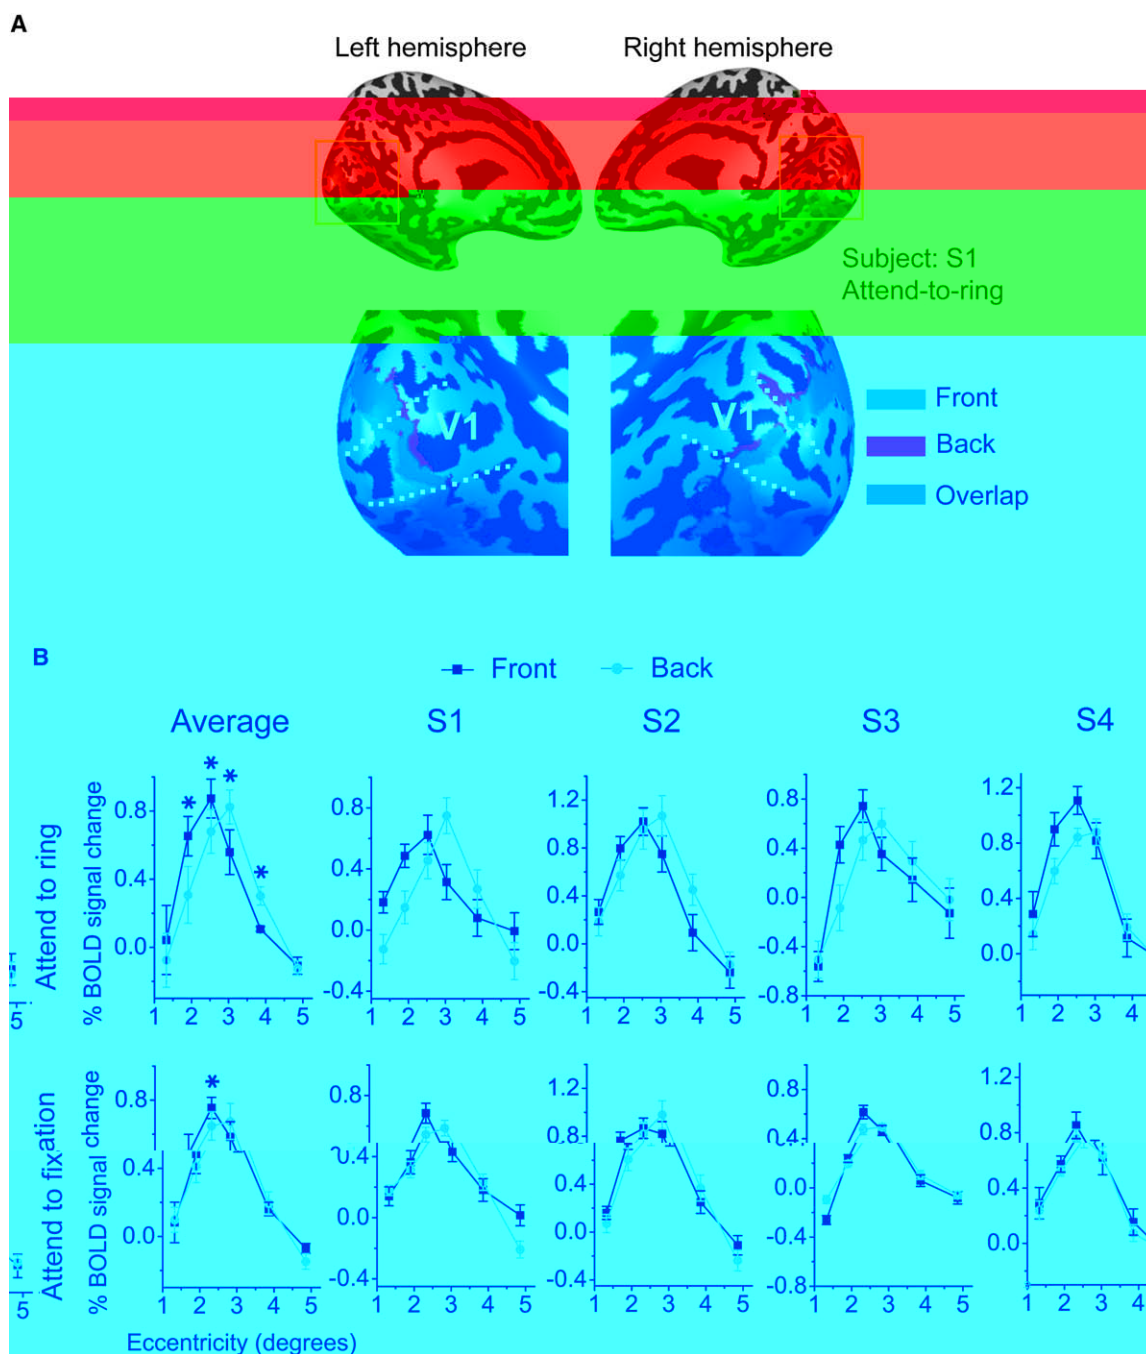 A
Left hemisphere
Right hemisphere
Subject: S1
Attend-to-ring
V1
V1
Front
Back
Overlap
B
Front
Back
Average
S1
S2
S3
S4
Attend to ring
% BOLD signal change
0.8
0.4
0.0
1 2 3 4 5
0.8
0.4
0.0
-0.4
1 2 3 4 5
1.2
0.8
0.4
0.0
-0.4
1 2 3 4 5
0.8
0.4
0.0
-0.4
-0.8
1 2 3 4 5
1.2
0.8
0.4
0.0
1 2 3 4
5
Attend to fixation
% BOLD signal change
0.8
0.4
0.0
1 2 3 4 5
0.8
0.4
0.0
-0.4
1 2 3 4 5
1.2
0.8
0.4
0.0
-0.4
1 2 3 4 5
0.8
0.4
0.0
-0.4
-0.8
1 2 3 4 5
1.2
0.8
0.4
0.0
1 2 3 4
5
Eccentricity (degrees)